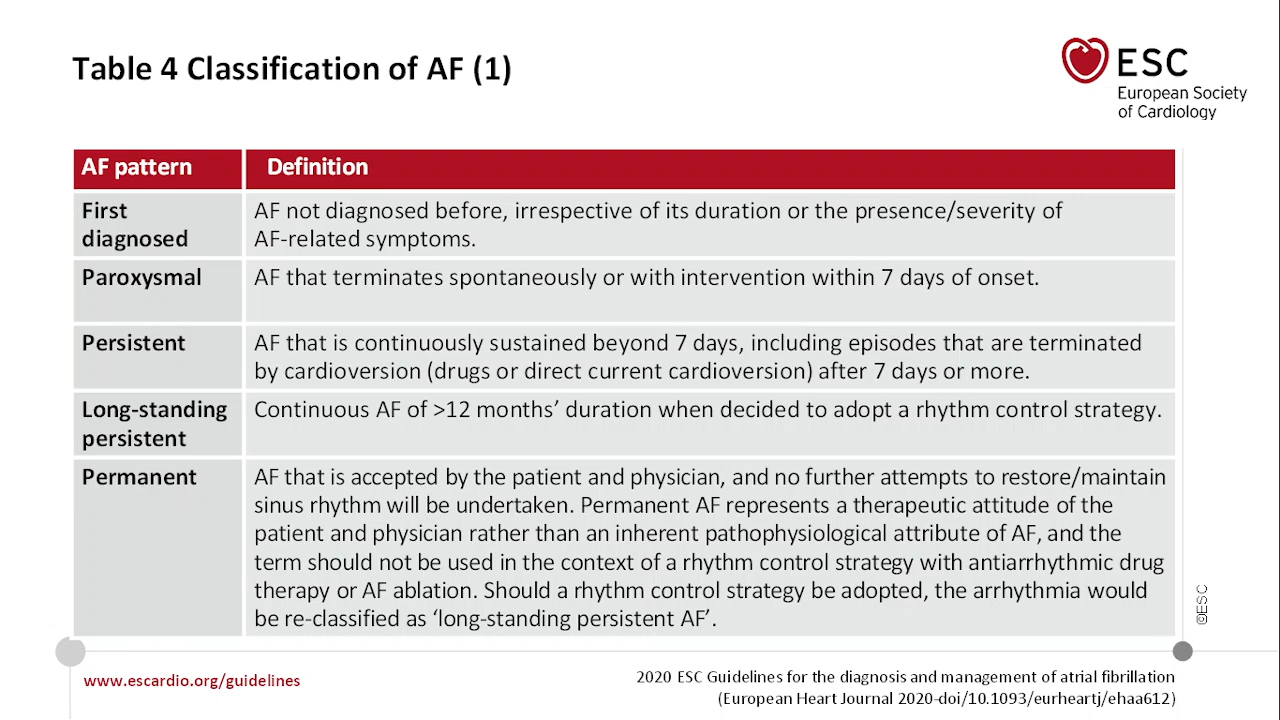 Table 4 Classification of AF (1)
ESC
European Society
of Cardiology
AF pattern
Definition
First
diagnosed
AF not diagnosed before, irrespective of its duration or the presence/severity of
AF-related symptoms.
Paroxysmal
AF that terminates spontaneously or with intervention within 7 days of onset.
Persistent
AF that is continuously sustained beyond 7 days, including episodes that are terminated
by cardioversion (drugs or direct current cardioversion) after 7 days or more.
Long-standing
persistent
Continuous AF of >12 months’ duration when decided to adopt a rhythm control strategy.
Permanent
AF that is accepted by the patient and physician, and no further attempts to restore/maintain
sinus rhythm will be undertaken. Permanent AF represents a therapeutic attitude of the
patient and physician rather than an inherent pathophysiological attribute of AF, and the
term should not be used in the context of a rhythm control strategy with antiarrhythmic drug
therapy or AF ablation. Should a rhythm control strategy be adopted, the arrhythmia would
be re-classified as ‘long-standing persistent AF’.
©ESC
www.escardio.org/guidelines
2020 ESC Guidelines for the diagnosis and management of atrial fibrillation
(European Heart Journal 2020-doi/10.1093/eurheartj/ehaa612)